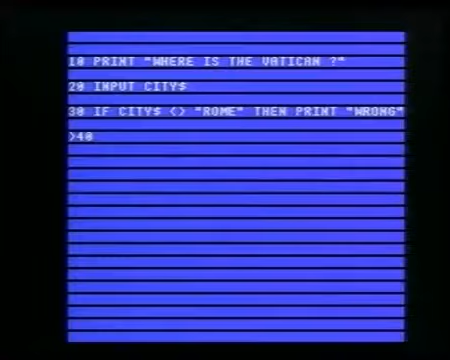 10 PRINT "WHERE IS THE VATICAN ?"
20 INPUT CITY$
30 IF CITY$ <> "ROME" THEN PRINT "WRONG"
>40